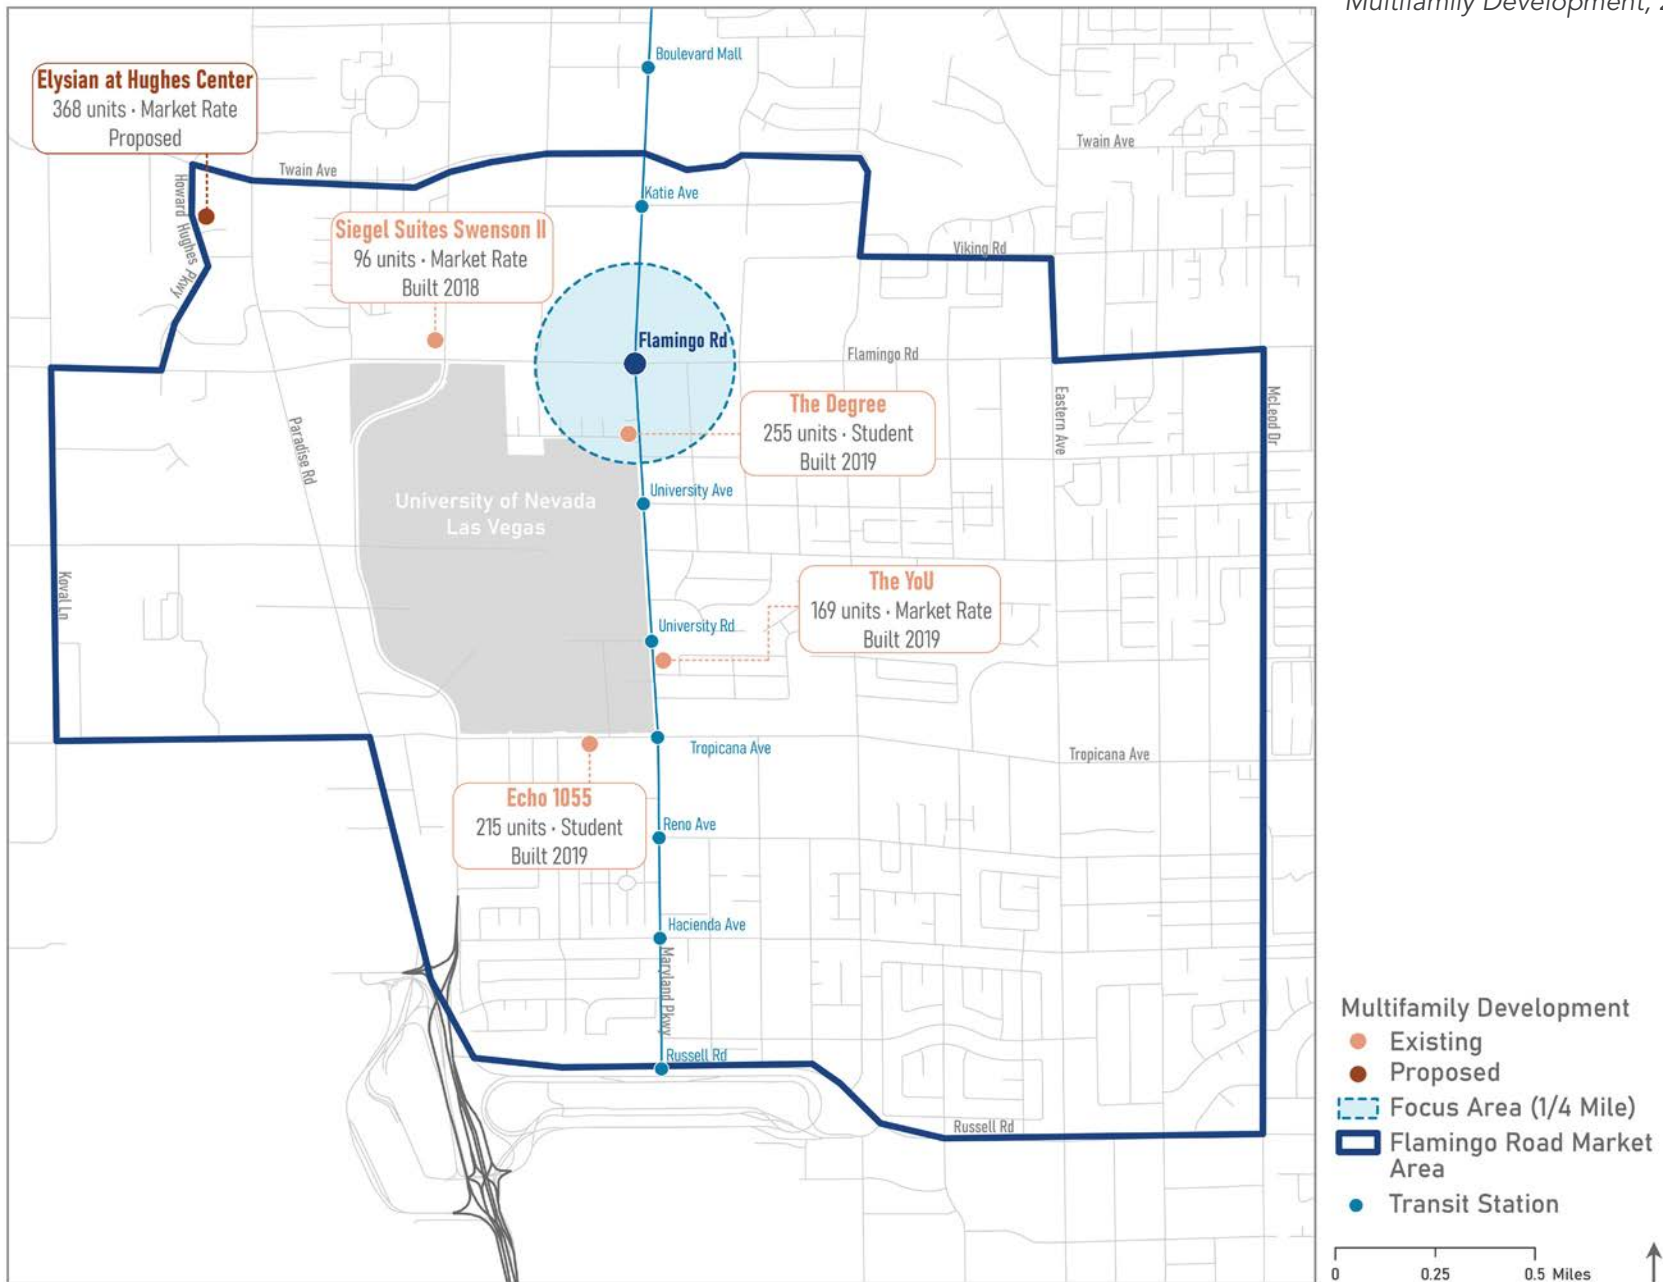 Multifamily Development, 2
Boulevard Mall
Elysian at Hughes Center
368 units · Market Rate
Proposed
Twain Ave
Twain Ave
Katie Ave
Howard Hughes Pkwy
Siegel Suites Swenson II
96 units · Market Rate
Built 2018
Viking Rd
Flamingo Rd
Flamingo Rd
The Degree
255 units · Student
Built 2019
Eastern Ave
McLeod Dr
Paradise Rd
University of Nevada
Las Vegas
University Ave
Koval Ln
The YoU
169 units · Market Rate
Built 2019
University Rd
Tropicana Ave
Tropicana Ave
Echo 1055
215 units · Student
Built 2019
Reno Ave
Hacienda Ave
Maryland Pkwy
Russell Rd
Russell Rd
Multifamily Development
Existing
Proposed
Focus Area (1/4 Mile)
Flamingo Road Market
Area
Transit Station
0 0.25 0.5 Miles